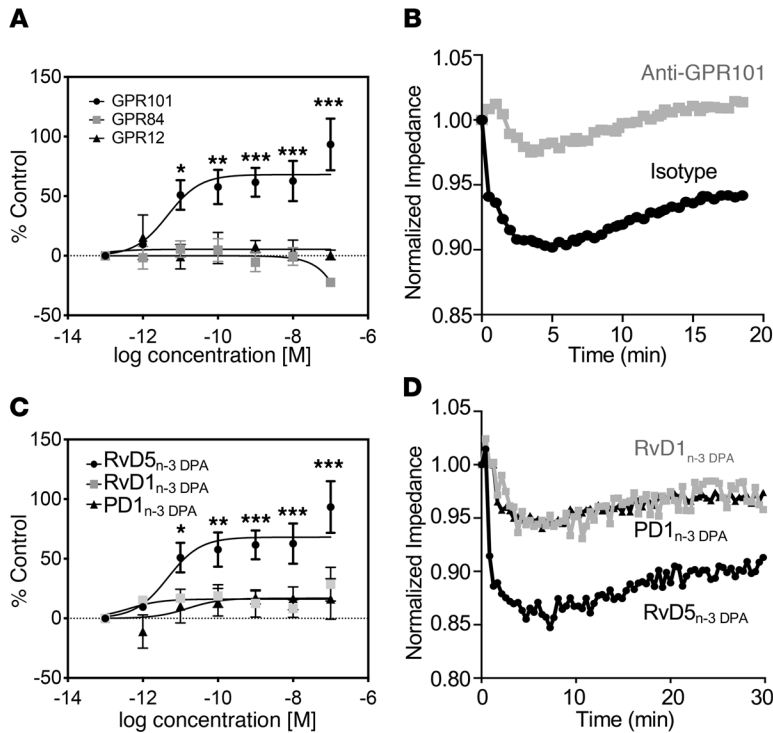 A
150
100
50
0
-50
% Control
GPR101
GPR84
GPR12
*
**
***
***
***
-14
-12
-10
-8
-6
log concentration [M]
B
1.05
1.00
0.95
0.90
0.85
Normalized Impedance
Anti-GPR101
Isotype
0
5
10
15
20
Time (min)
C
150
100
50
0
-50
% Control
RvD5n-3 DPA
RvD1n-3 DPA
PD1n-3 DPA
*
**
***
***
***
-14
-12
-10
-8
-6
log concentration [M]
D
1.05
1.00
0.95
0.90
0.85
0.80
Normalized Impedance
RvD1n-3 DPA
PD1n-3 DPA
RvD5n-3 DPA
0
10
20
30
Time (min)